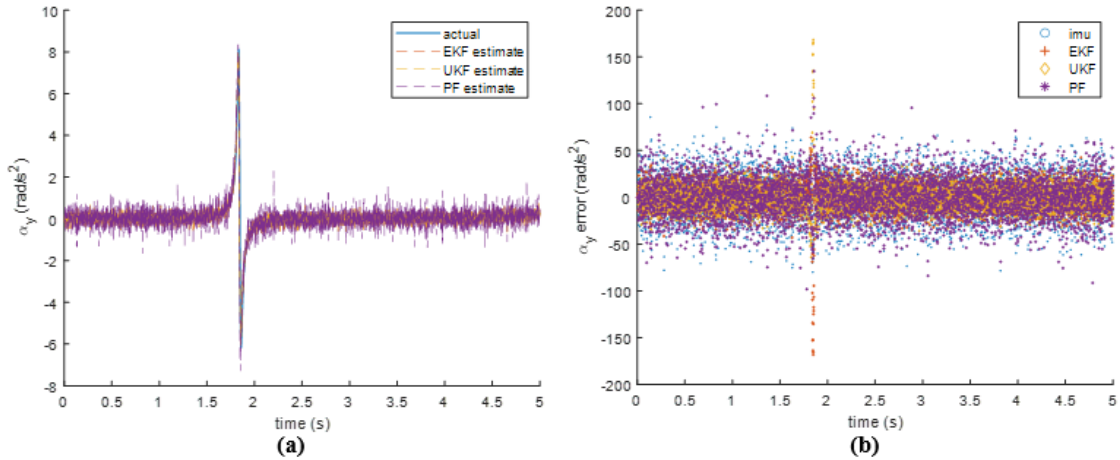 10
8
6
4
2
0
-2
-4
-6
-8
α_y (rad/s²)
0 0.5 1 1.5 2 2.5 3 3.5 4 4.5 5
time (s)
actual
EKF estimate
UKF estimate
PF estimate
(a)
200
150
100
50
0
-50
-100
-150
-200
α_y error (rad/s²)
0 0.5 1 1.5 2 2.5 3 3.5 4 4.5 5
time (s)
imu
EKF
UKF
PF
(b)